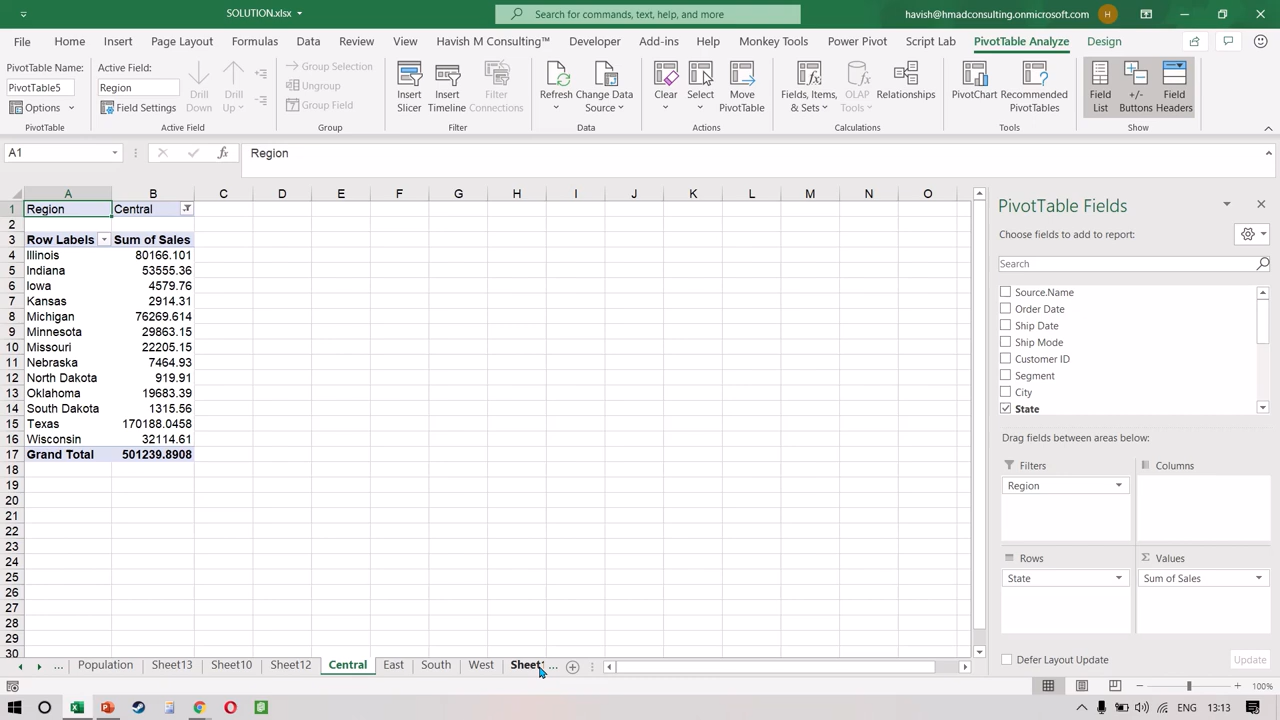 SOLUTION.xlsx
Search for commands, text, help, and more
havish@hmadconsulting.onmicrosoft.com
H
File Home Insert Page Layout Formulas Data Review View Havish M Consulting™ Developer Add-ins Help Monkey Tools Power Pivot Script Lab PivotTable Analyze Design
PivotTable Name:
PivotTable5
Options
PivotTable
Active Field:
Region
Field Settings
Drill Down
Drill Up
Active Field
Group Selection
Ungroup
Group Field
Group
Insert Slicer
Insert Timeline
Filter Connections
Filter
Refresh
Change Data Source
Data
Clear
Select
Move PivotTable
Actions
Fields, Items, & Sets
OLAP Tools
Relationships
Calculations
PivotChart
Recommended PivotTables
Tools
Field List
+/- Buttons
Field Headers
Show
A1
fx
Region
A B C D E F G H I J K L M N O
1 Region Central
2
3 Row Labels Sum of Sales
4 Illinois 80166.101
5 Indiana 53555.36
6 Iowa 4579.76
7 Kansas 2914.31
8 Michigan 76269.614
9 Minnesota 29863.15
10 Missouri 22205.15
11 Nebraska 7464.93
12 North Dakota 919.91
13 Oklahoma 19683.39
14 South Dakota 1315.56
15 Texas 170188.0458
16 Wisconsin 32114.61
17 Grand Total 501239.8908
18
19
20
21
22
23
24
25
26
27
28
29
30
PivotTable Fields
Choose fields to add to report:
Search
Source.Name
Order Date
Ship Date
Ship Mode
Customer ID
Segment
City
State
Drag fields between areas below:
Filters
Region
Columns
Rows
State
Σ Values
Sum of Sales
Defer Layout Update
Update
... Population Sheet13 Sheet10 Sheet12 Central East South West Sheet1 ...
100%
ENG 13:13